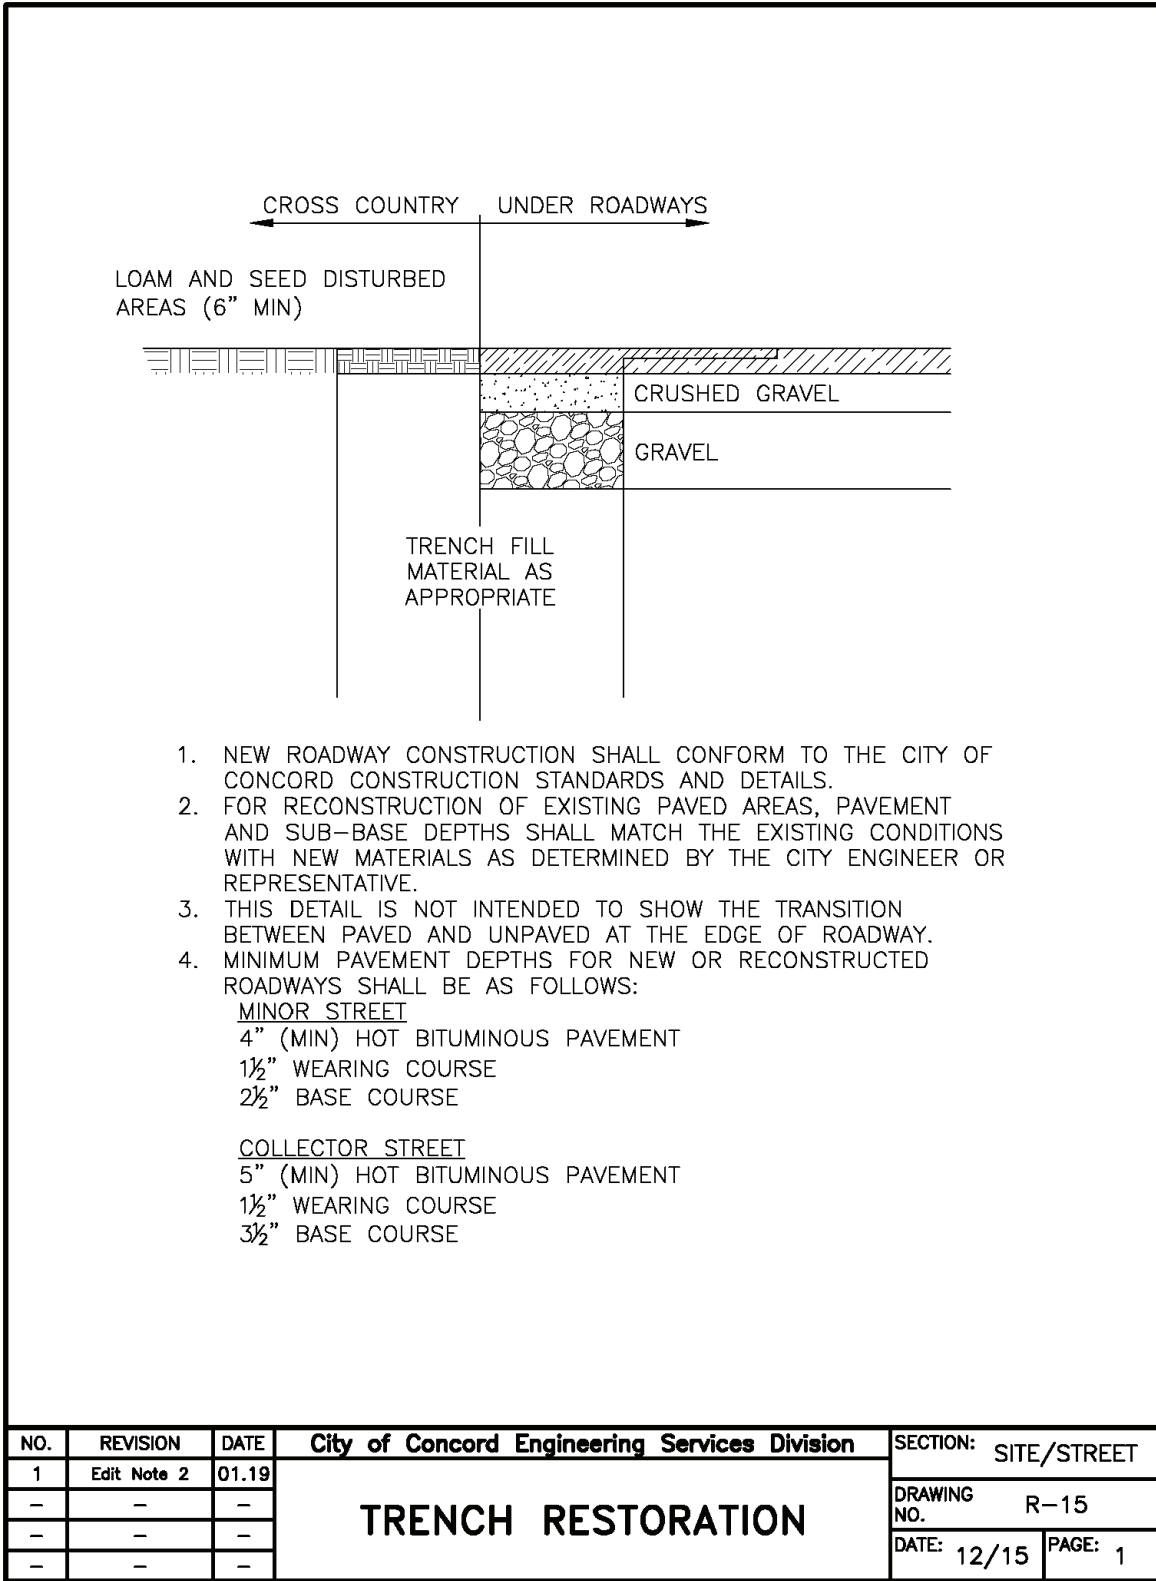 CROSS COUNTRY
UNDER ROADWAYS
LOAM AND SEED DISTURBED
AREAS (6" MIN)
CRUSHED GRAVEL
GRAVEL
TRENCH FILL
MATERIAL AS
APPROPRIATE
1. NEW ROADWAY CONSTRUCTION SHALL CONFORM TO THE CITY OF
CONCORD CONSTRUCTION STANDARDS AND DETAILS.
2. FOR RECONSTRUCTION OF EXISTING PAVED AREAS, PAVEMENT
AND SUB-BASE DEPTHS SHALL MATCH THE EXISTING CONDITIONS
WITH NEW MATERIALS AS DETERMINED BY THE CITY ENGINEER OR
REPRESENTATIVE.
3. THIS DETAIL IS NOT INTENDED TO SHOW THE TRANSITION
BETWEEN PAVED AND UNPAVED AT THE EDGE OF ROADWAY.
4. MINIMUM PAVEMENT DEPTHS FOR NEW OR RECONSTRUCTED
ROADWAYS SHALL BE AS FOLLOWS:
MINOR STREET
4" (MIN) HOT BITUMINOUS PAVEMENT
1½" WEARING COURSE
2½" BASE COURSE
COLLECTOR STREET
5" (MIN) HOT BITUMINOUS PAVEMENT
1½" WEARING COURSE
3½" BASE COURSE
NO. REVISION DATE
1 Edit Note 2 01.19
- - -
- - -
- - -
City of Concord Engineering Services Division
TRENCH RESTORATION
SECTION: SITE/STREET
DRAWING
NO. R-15
DATE: 12/15 PAGE: 1